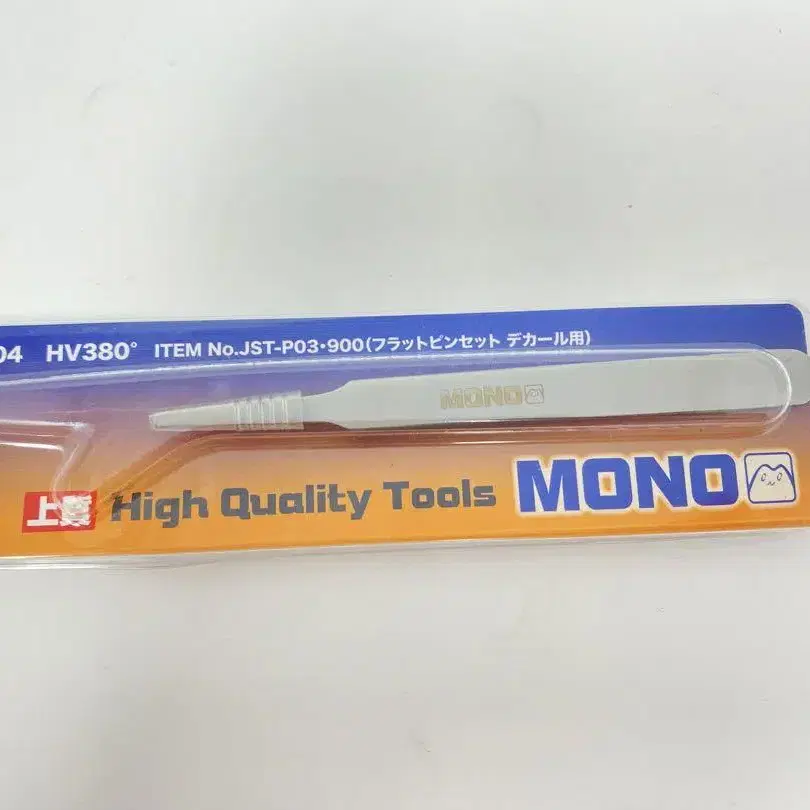 04 HV380° ITEM No.JST-P03・900(フラットピンセット デカール用)
MONO
上質 High Quality Tools MONO